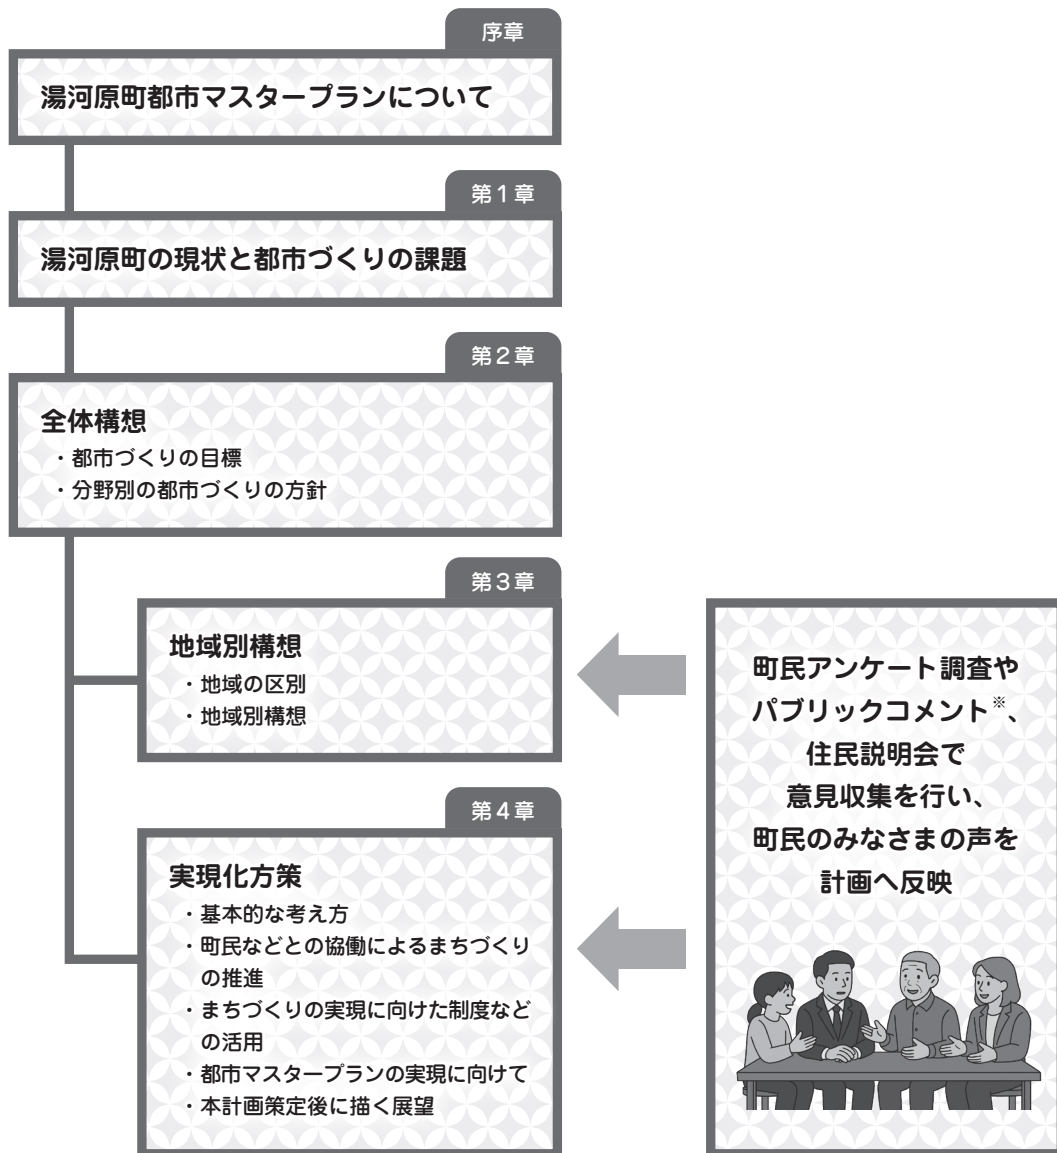 序章
湯河原町都市マスタープランについて
第1章
湯河原町の現状と都市づくりの課題
第2章
全体構想
・都市づくりの目標
・分野別の都市づくりの方針
第3章
地域別構想
・地域の区別
・地域別構想
第4章
実現化方策
・基本的な考え方
・町民などとの協働によるまちづくり
の推進
・まちづくりの実現に向けた制度など
の活用
・都市マスタープランの実現に向けて
・本計画策定後に描く展望
町民アンケート調査や
パブリックコメント※、
住民説明会で
意見収集を行い、
町民のみなさまの声を
計画へ反映